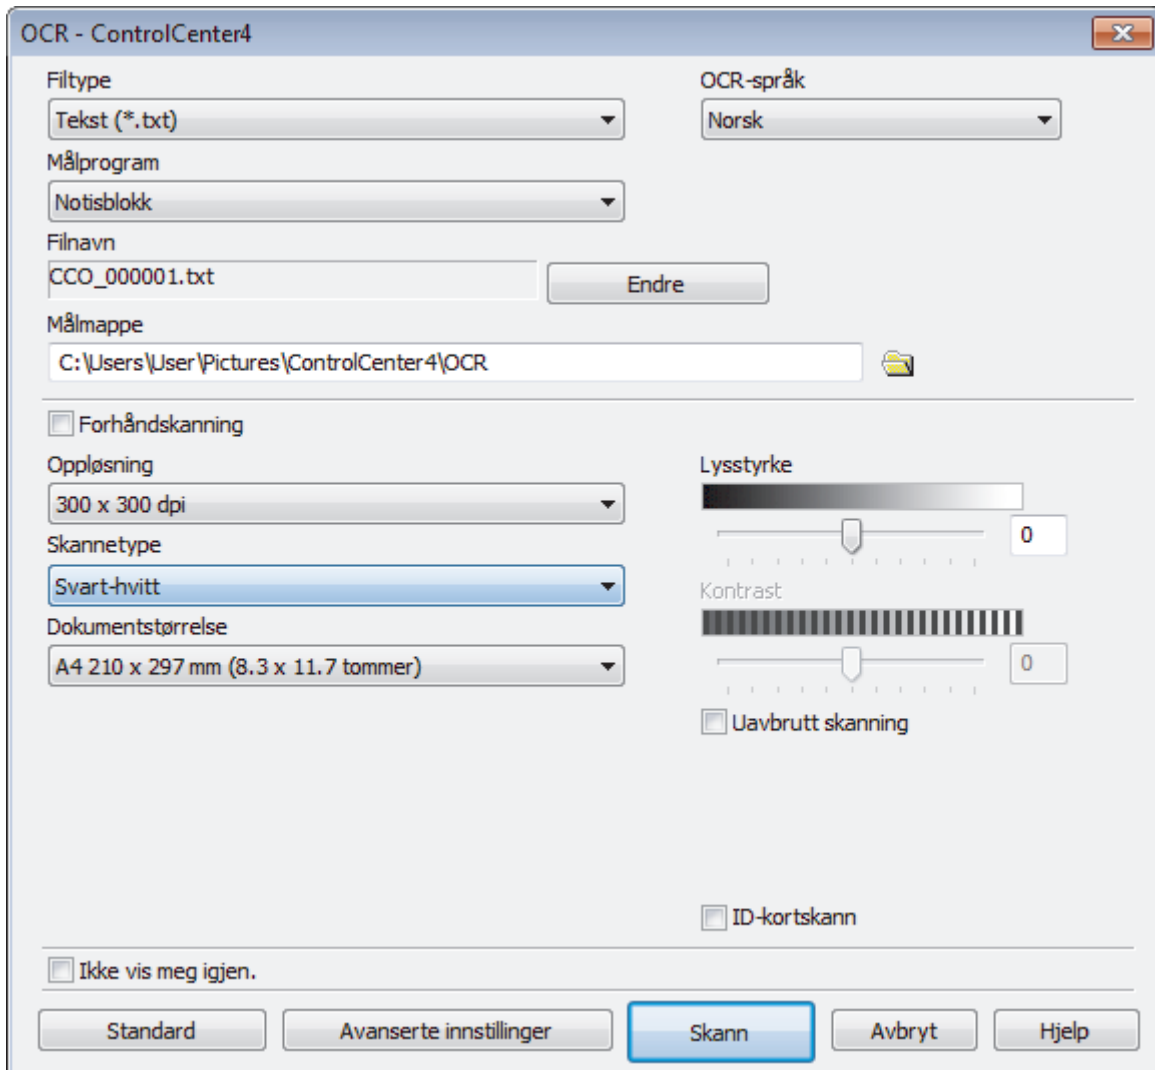 OCR - ControlCenter4
Filtype
OCR-språk
Tekst (*.txt)
Norsk
Målprogram
Notisblokk
Filnavn
CCO_000001.txt
Endre
Målmappe
C:\Users\User\Pictures\ControlCenter4\OCR
Forhåndskanning
Oppløsning
Lysstyrke
300 x 300 dpi
0
Skannetype
Svart-hvitt
Kontrast
Dokumentstørrelse
A4 210 x 297 mm (8.3 x 11.7 tommer)
0
Uavbrutt skanning
ID-kortskann
Ikke vis meg igjen.
Standard
Avanserte innstillinger
Skann
Avbryt
Hjelp